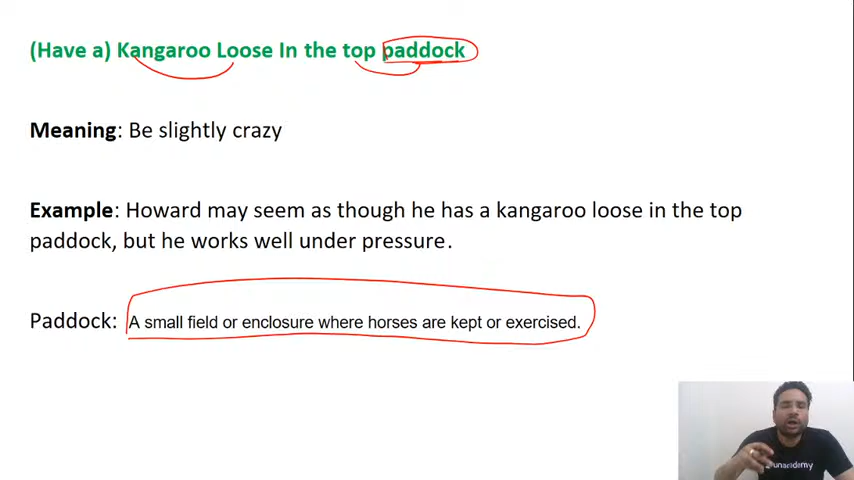 (Have a) Kangaroo Loose In the top paddock
Meaning: Be slightly crazy
Example: Howard may seem as though he has a kangaroo loose in the top
paddock, but he works well under pressure.
Paddock: A small field or enclosure where horses are kept or exercised.
unacademy